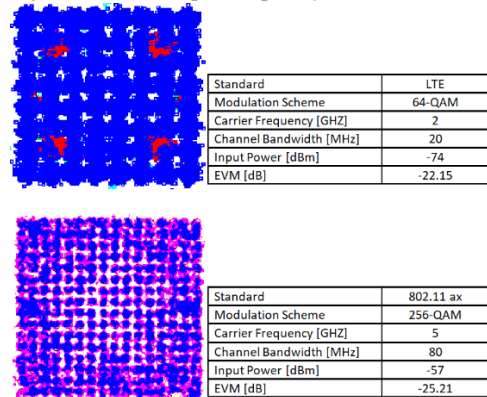 Standard LTE
Modulation Scheme 64-QAM
Carrier Frequency [GHZ] 2
Channel Bandwidth [MHz] 20
Input Power [dBm] -74
EVM [dB] -22.15
Standard 802.11 ax
Modulation Scheme 256-QAM
Carrier Frequency [GHZ] 5
Channel Bandwidth [MHz] 80
Input Power [dBm] -57
EVM [dB] -25.21